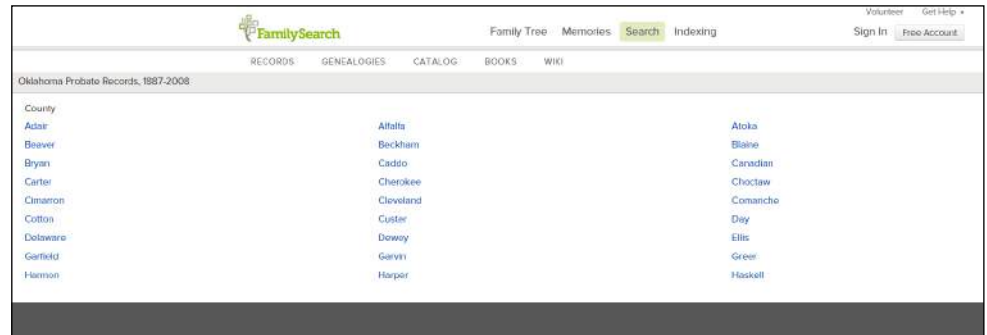 Volunteer Get Help
FamilySearch Family Tree Memories Search Indexing Sign In Free Account
RECORDS GENEALOGIES CATALOG BOOKS WIKI
Oklahoma Probate Records, 1887-2008
County
Adair Alfalfa Atoka
Beaver Beckham Blaine
Bryan Caddo Canadian
Carter Cherokee Choctaw
Cimarron Cleveland Comanche
Cotton Custer Day
Delaware Dewey Ellis
Garfield Garvin Greer
Harmon Harper Haskell